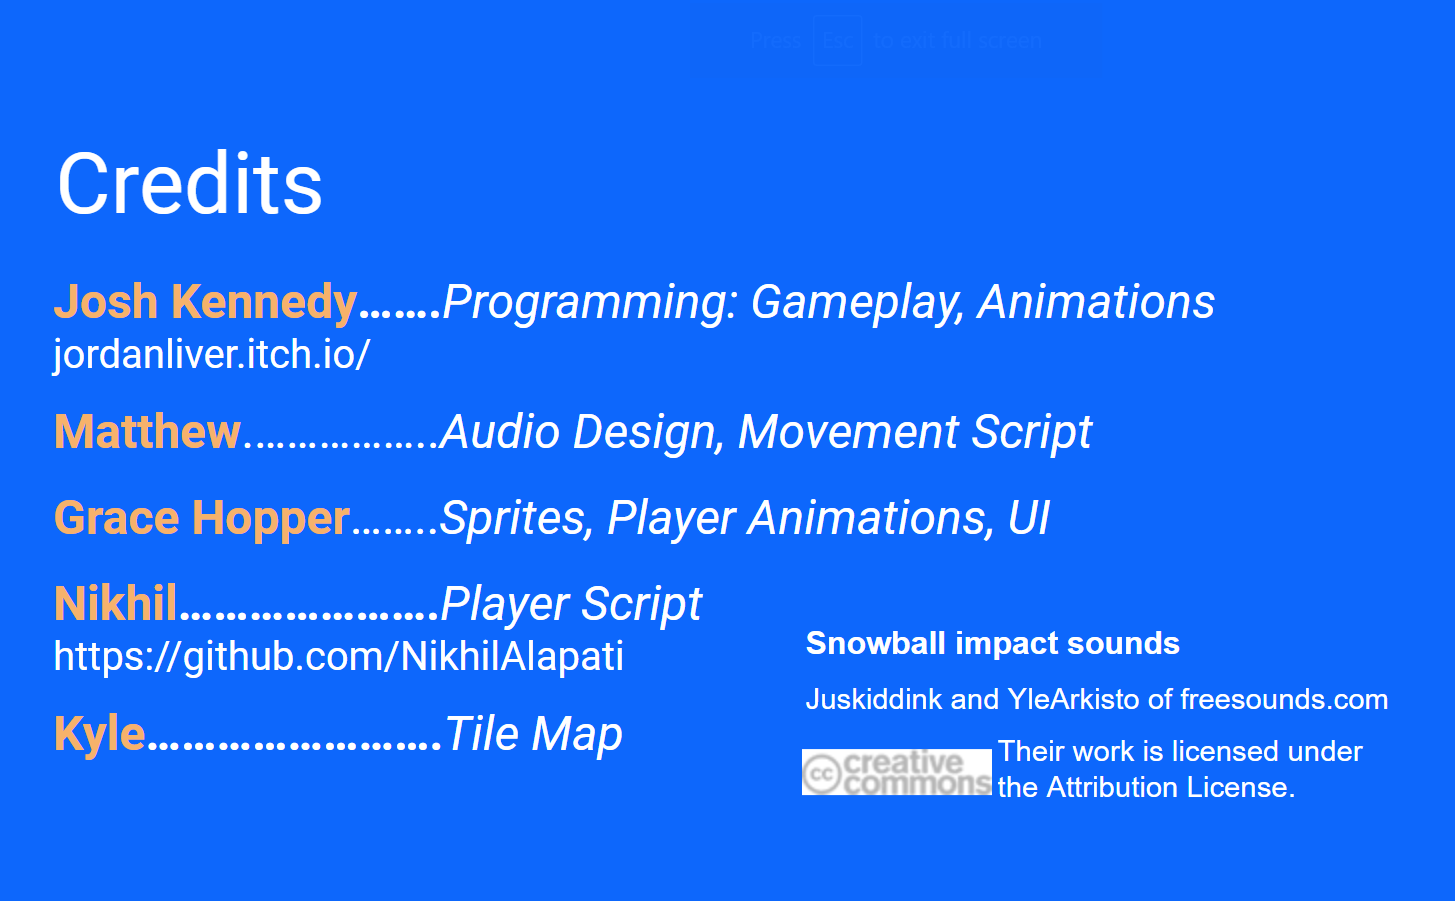 Press Esc to exit full screen
Credits
Josh Kennedy.......Programming: Gameplay, Animations
jordanliver.itch.io/
Matthew.……………..Audio Design, Movement Script
Grace Hopper……..Sprites, Player Animations, UI
Nikhil………………….Player Script
https://github.com/NikhilAlapati
Kyle…………………….Tile Map
Snowball impact sounds
Juskiddink and YleArkisto of freesounds.com
cc creative commons
Their work is licensed under
the Attribution License.